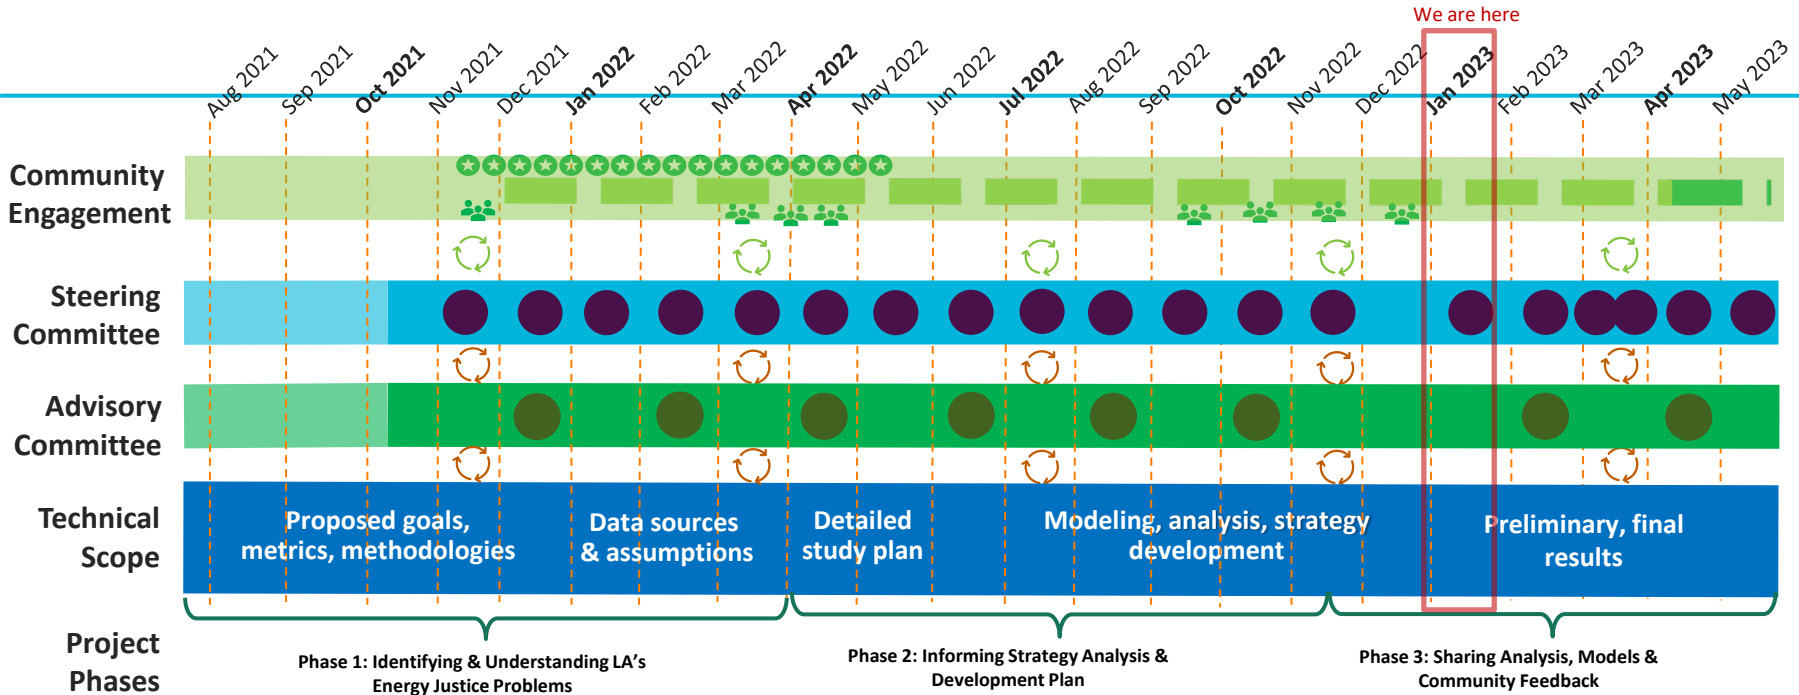 We are here
Aug 2021
Sep 2021
Oct 2021
Nov 2021
Dec 2021
Jan 2022
Feb 2022
Mar 2022
Apr 2022
May 2022
Jun 2022
Jul 2022
Aug 2022
Sep 2022
Oct 2022
Nov 2022
Dec 2022
Jan 2023
Feb 2023
Mar 2023
Apr 2023
May 2023
Community
Engagement
Steering
Committee
Advisory
Committee
Technical
Scope
Proposed goals,
metrics, methodologies
Data sources
& assumptions
Detailed
study plan
Modeling, analysis, strategy
development
Preliminary, final
results
Project
Phases
Phase 1: Identifying & Understanding LA's
Energy Justice Problems
Phase 2: Informing Strategy Analysis &
Development Plan
Phase 3: Sharing Analysis, Models &
Community Feedback